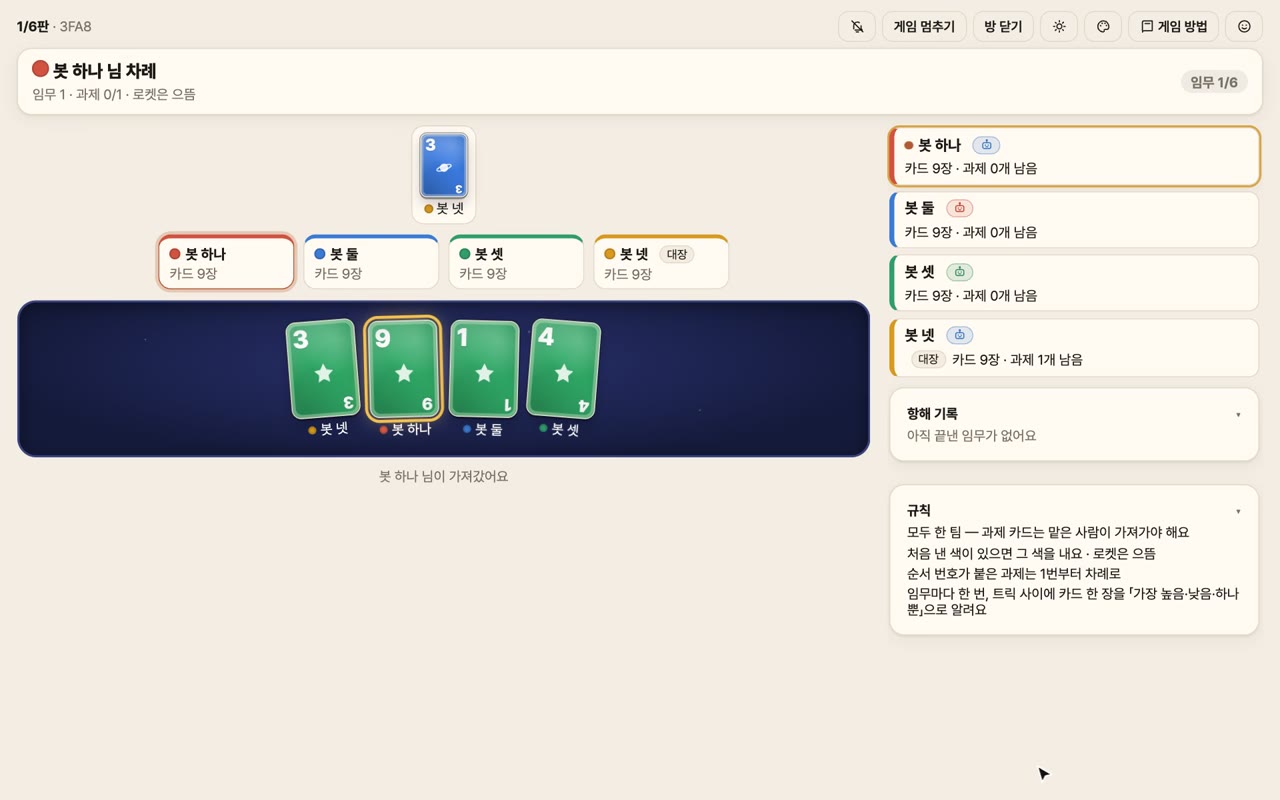 1/6판 · 3FA8
게임 멈추기
방 닫기
게임 방법
봇 하나 님 차례
임무 1 · 과제 0/1 · 로켓은 으뜸
임무 1/6
3
3
봇 넷
봇 하나
카드 9장
봇 둘
카드 9장
봇 셋
카드 9장
봇 넷 대장
카드 9장
3
3
봇 넷
9
9
봇 하나
1
1
봇 둘
4
4
봇 셋
봇 하나 님이 가져갔어요
봇 하나
카드 9장 · 과제 0개 남음
봇 둘
카드 9장 · 과제 0개 남음
봇 셋
카드 9장 · 과제 0개 남음
봇 넷
대장 카드 9장 · 과제 1개 남음
항해 기록
아직 끝낸 임무가 없어요
규칙
모두 한 팀 — 과제 카드는 맡은 사람이 가져가야 해요
처음 낸 색이 있으면 그 색을 내요 · 로켓은 으뜸
순서 번호가 붙은 과제는 1번부터 차례로
임무마다 한 번, 트릭 사이에 카드 한 장을 「가장 높음·낮음·하나
뿐」으로 알려요